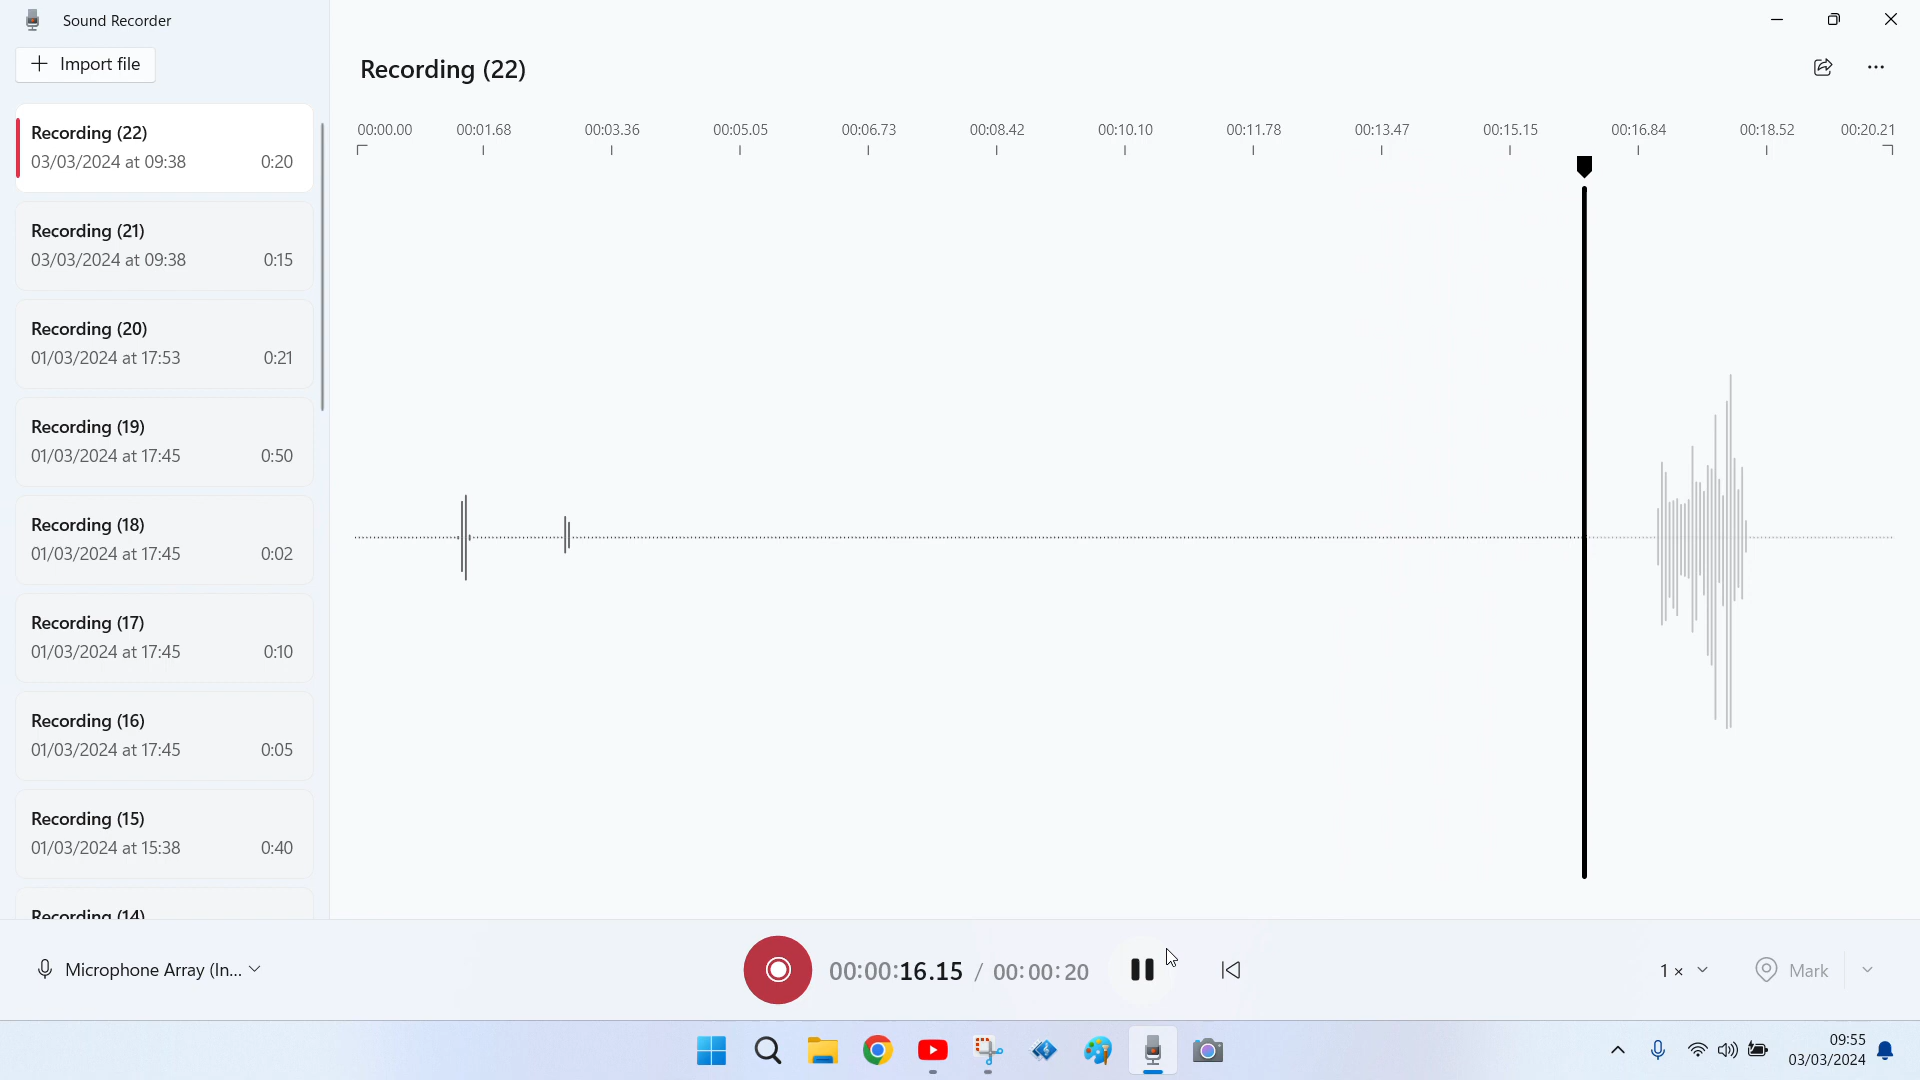 Sound Recorder
Import file
Recording (22)
03/03/2024 at 09:38 0:20
Recording (21)
03/03/2024 at 09:38 0:15
Recording (20)
01/03/2024 at 17:53 0:21
Recording (19)
01/03/2024 at 17:45 0:50
Recording (18)
01/03/2024 at 17:45 0:02
Recording (17)
01/03/2024 at 17:45 0:10
Recording (16)
01/03/2024 at 17:45 0:05
Recording (15)
01/03/2024 at 15:38 0:40
Recording (14)
Recording (22)
00:00.00 00:01.68 00:03.36 00:05.05 00:06.73 00:08.42 00:10.10 00:11.78 00:13.47 00:15.15 00:16.84 00:18.52 00:20.21
Microphone Array (In...
00:00:16.15 / 00:00:20
1 ×
Mark
09:55
03/03/2024